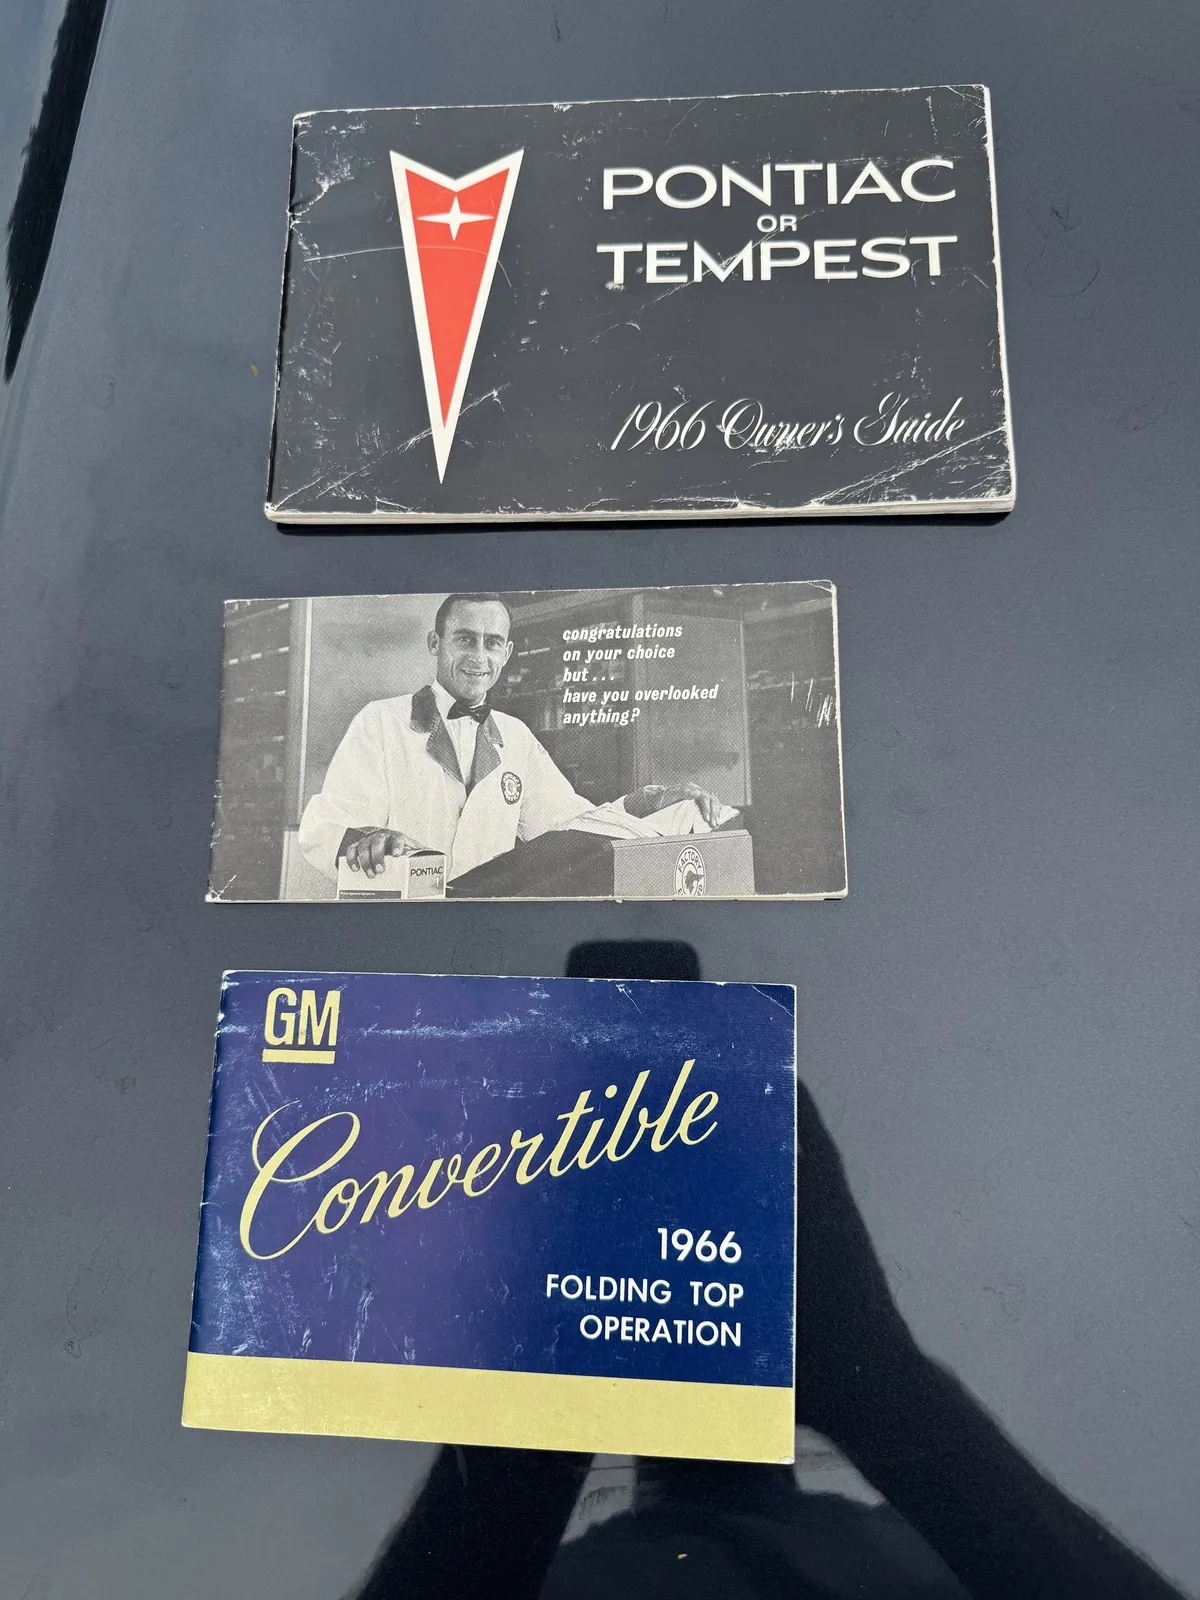 PONTIAC
OR
TEMPEST
1966 Owner's Guide
congratulations
on your choice
but...
have you overlooked
anything?
PONTIAC
FACTORY
GM
Convertible
1966
FOLDING TOP
OPERATION